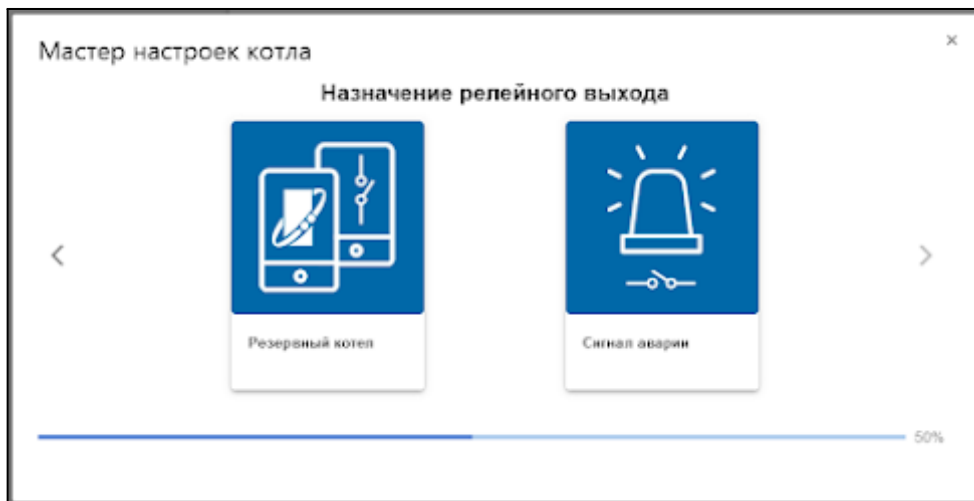 Мастер настроек котла
Назначение релейного выхода
Резервный котел
Сигнал аварии
50%